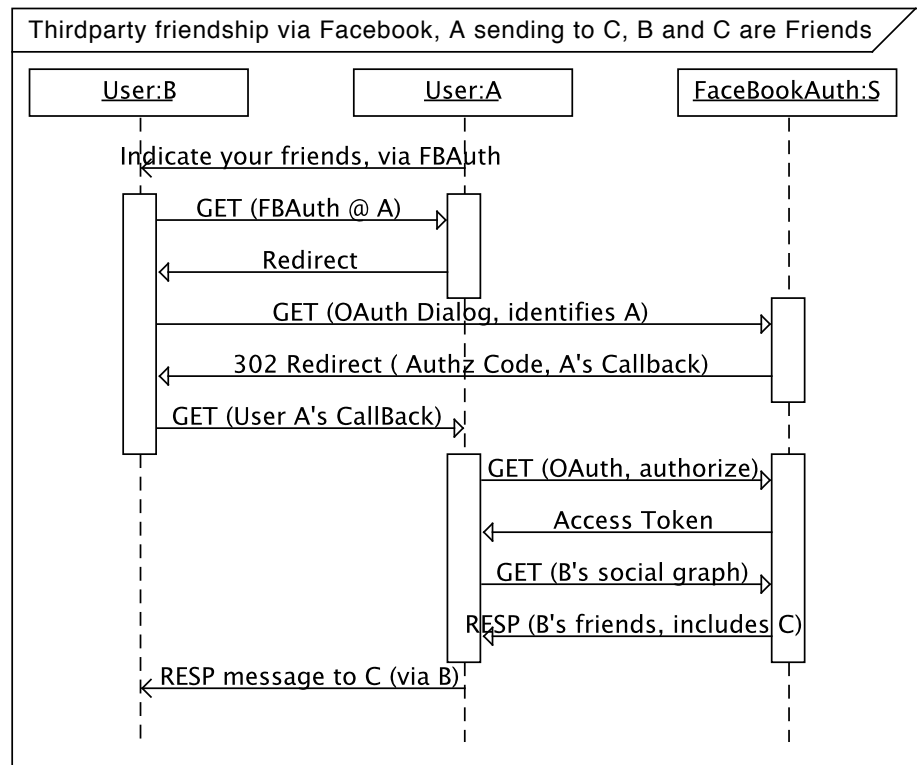 Thirdparty friendship via Facebook, A sending to C, B and C are Friends
User:B
User:A
FaceBookAuth:S
Indicate your friends, via FBAuth
GET (FBAuth @ A)
Redirect
GET (OAuth Dialog, identifies A)
302 Redirect ( Authz Code, A's Callback)
GET (User A's CallBack)
GET (OAuth, authorize)
Access Token
GET (B's social graph)
RESP (B's friends, includes C)
RESP message to C (via B)